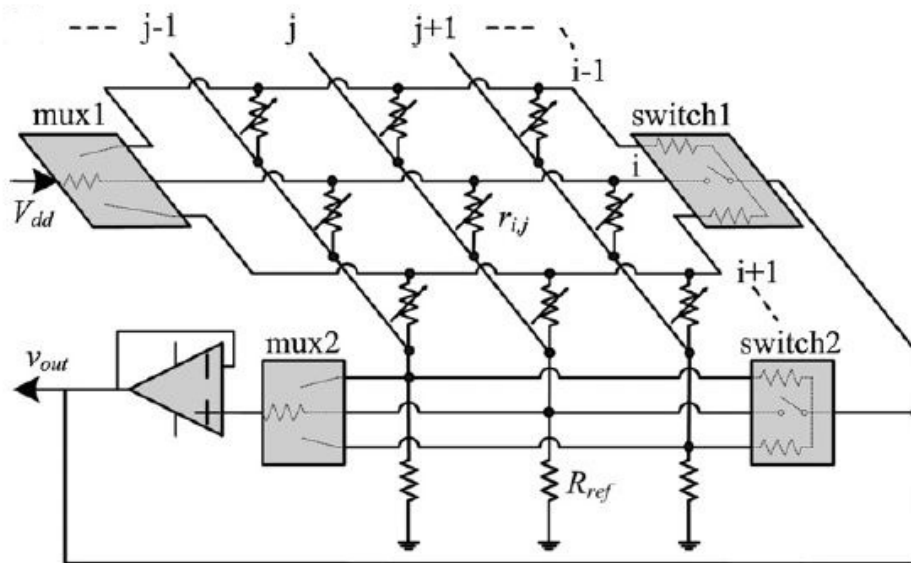 j-1 j j+1
i-1
mux1 switch1
i
V_dd
r_i,j
i+1
v_out mux2 switch2
R_ref